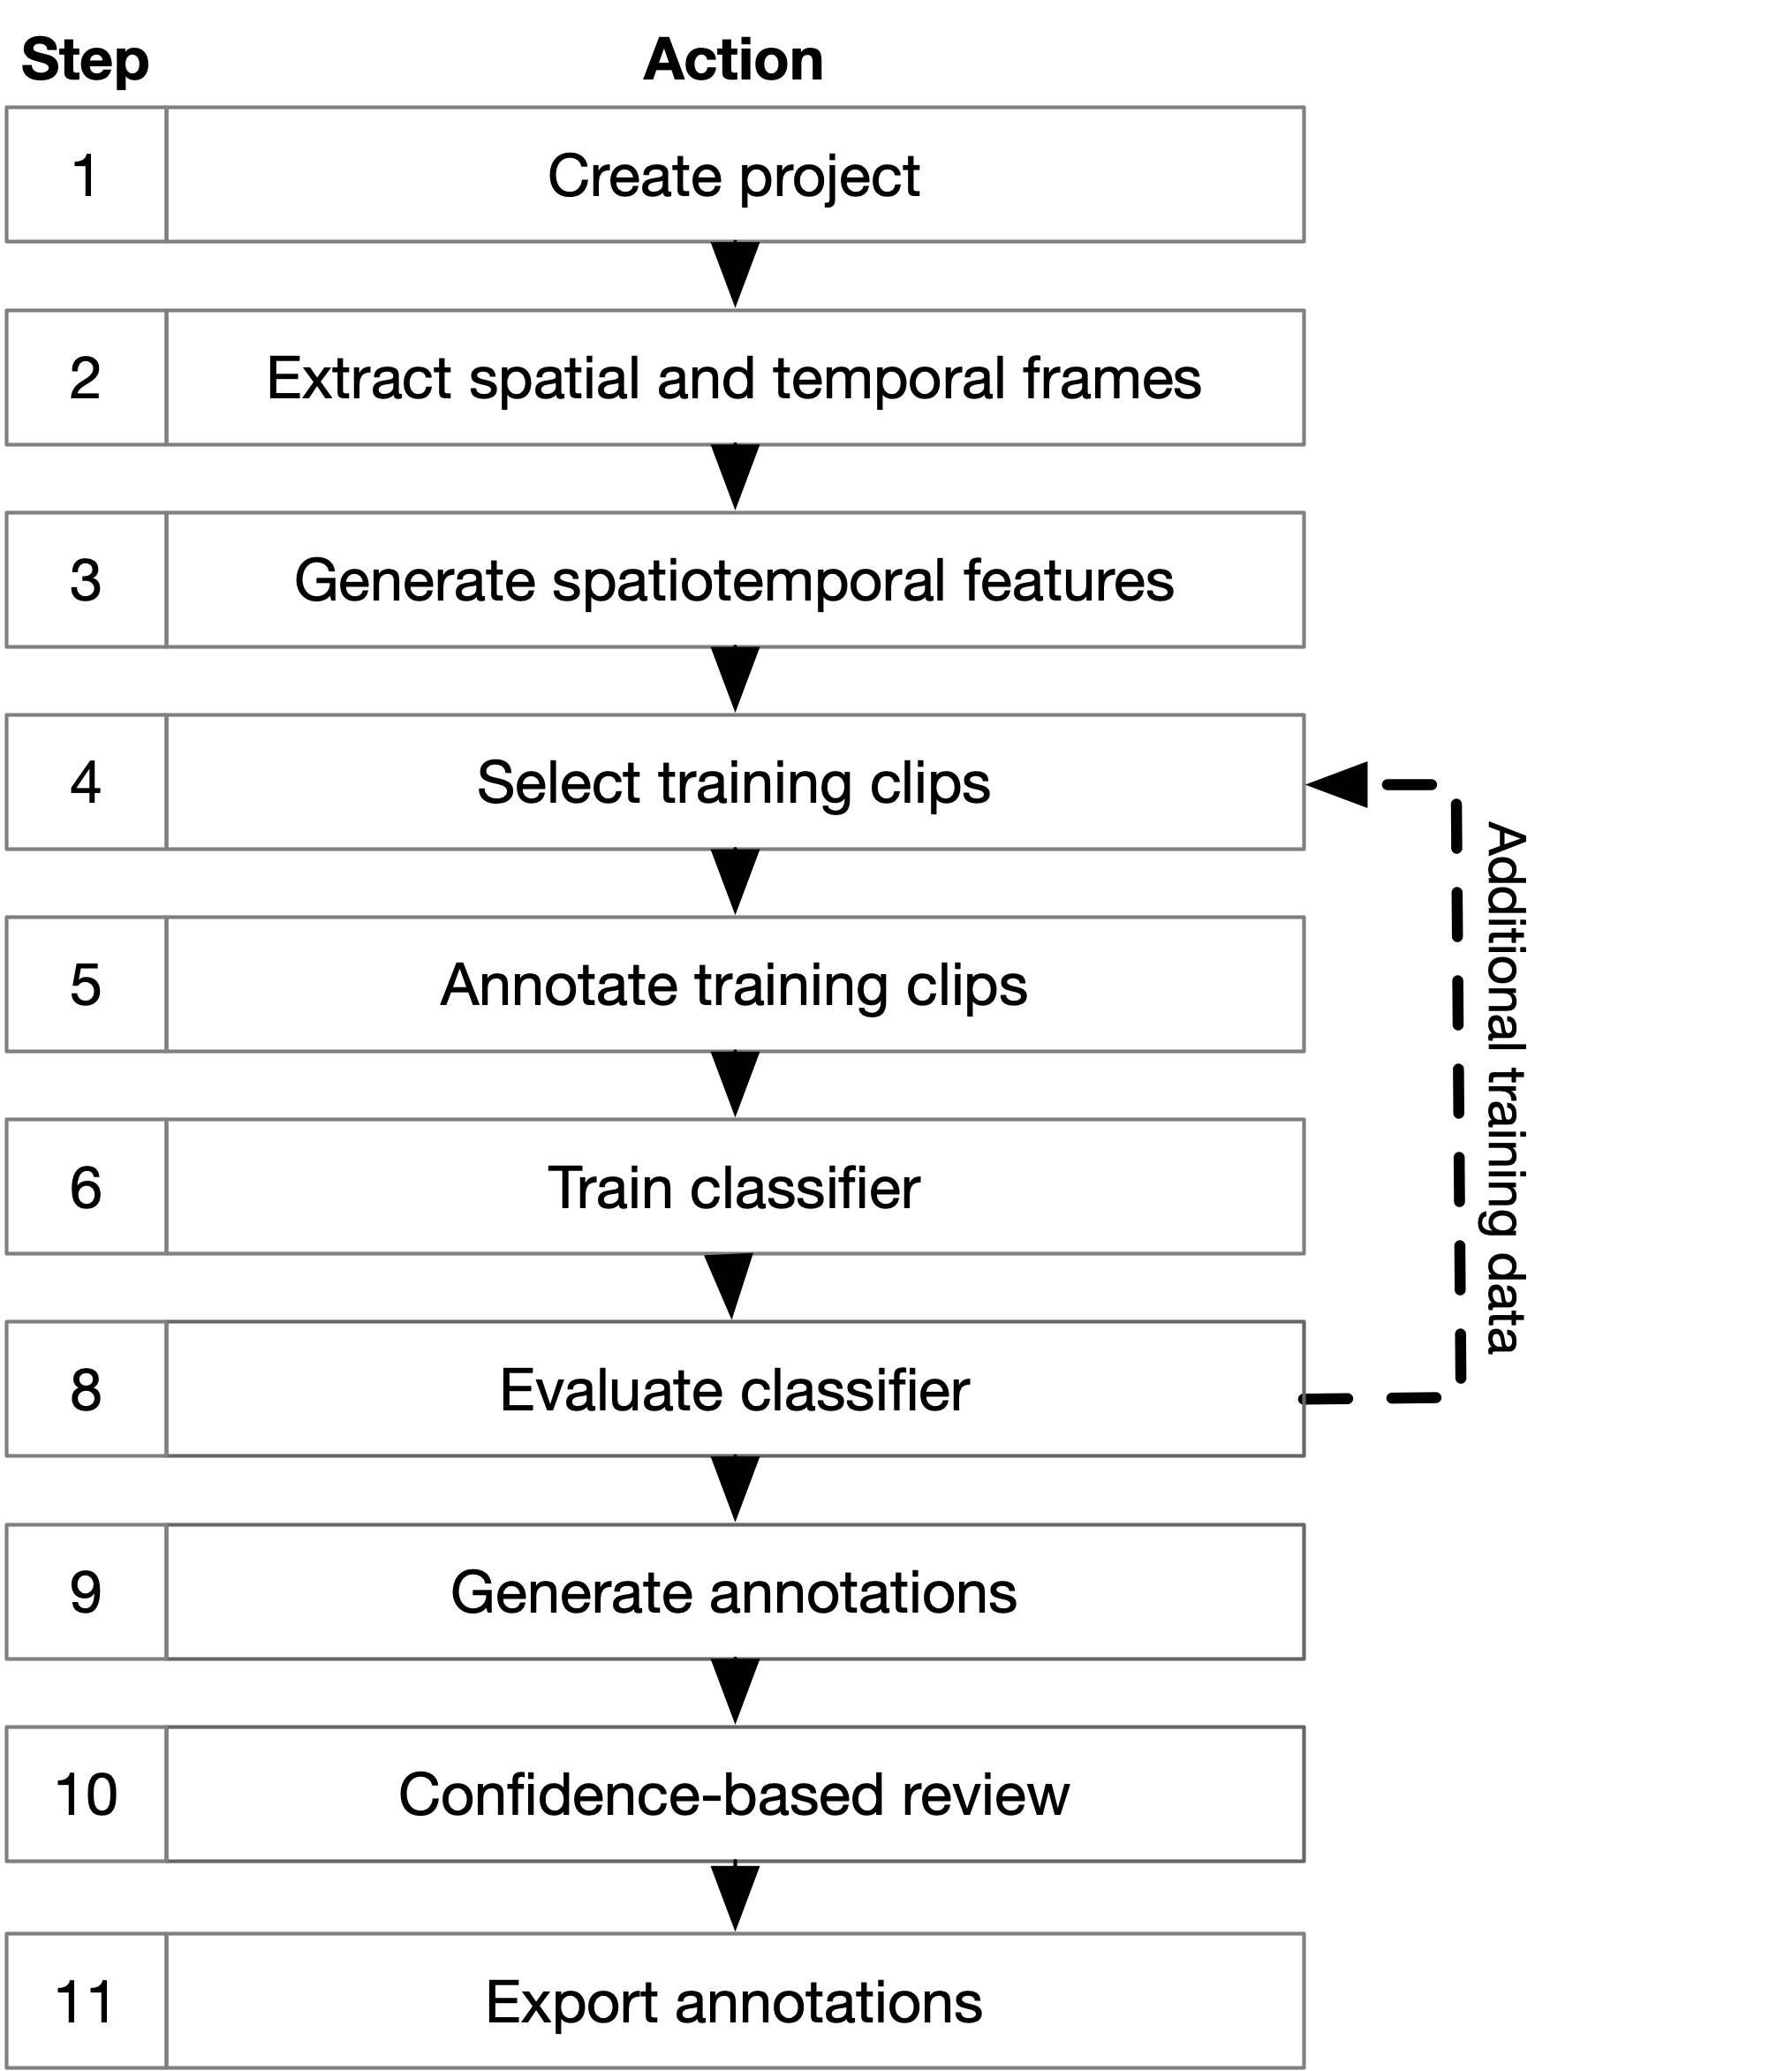 Step Action
1 Create project
2 Extract spatial and temporal frames
3 Generate spatiotemporal features
4 Select training clips
5 Annotate training clips
6 Train classifier
8 Evaluate classifier
9 Generate annotations
10 Confidence-based review
11 Export annotations
Additional training data